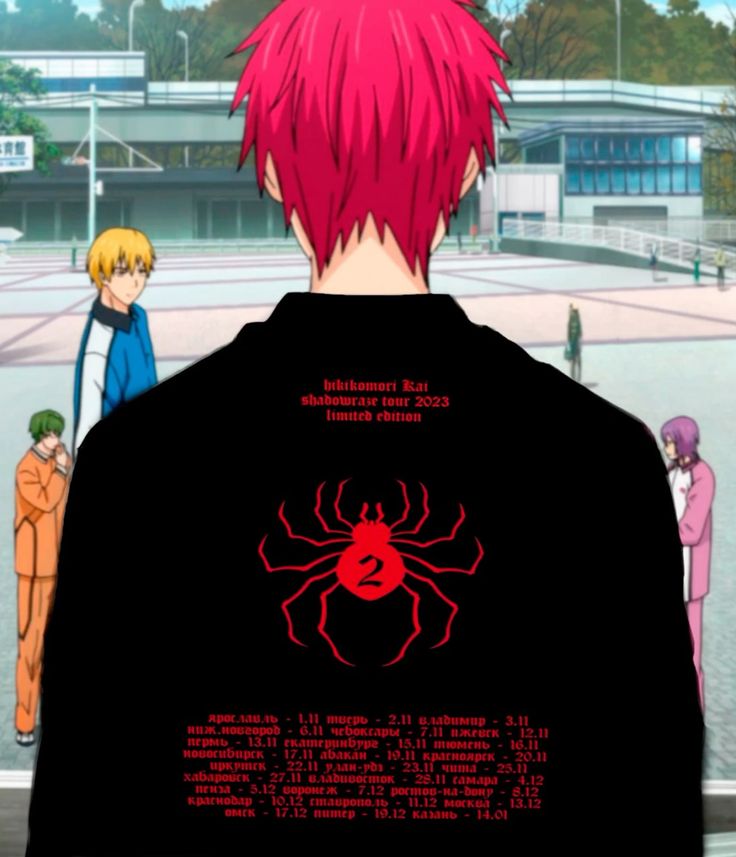 体育館
hikikomori Kai
shadowraze tour 2023
limited edition
2
ярославль - 1.11 тверь - 2.11 владимир - 3.11
ниж.новгород - 6.11 чебоксары - 7.11 ижевск - 12.11
пермь - 13.11 екатеринбург - 15.11 тюмень - 16.11
новосибирск - 17.11 абакан - 19.11 красноярск - 20.11
иркутск - 22.11 улан-удэ - 23.11 чита - 25.11
хабаровск - 27.11 владивосток - 28.11 самара - 4.12
пенза - 5.12 воронеж - 7.12 ростов-на-дону - 8.12
краснодар - 10.12 ставрополь - 11.12 москва - 13.12
омск - 17.12 питер - 19.12 казань - 14.01